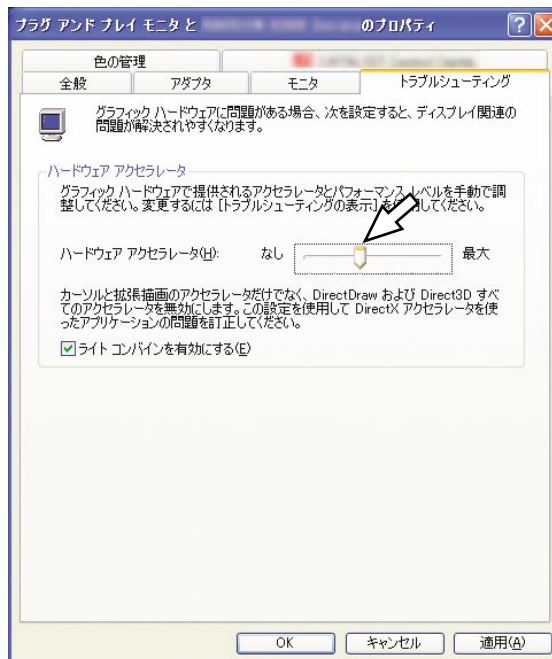 プラグ アンド プレイ モニタ と のプロパティ
色の管理
全般 アダプタ モニタ トラブルシューティング
グラフィック ハードウェアに問題がある場合、次を設定すると、ディスプレイ関連の
問題が解決されやすくなります。
ハードウェア アクセラレータ
グラフィック ハードウェアで提供されるアクセラレータとパフォーマンス レベルを手動で調
整してください。変更するには [トラブルシューティングの表示] を してください。
ハードウェア アクセラレータ(H): なし 最大
カーソルと拡張描画のアクセラレータだけでなく、DirectDraw および Direct3D すべ
てのアクセラレータを無効にします。この設定を使用して DirectX アクセラレータを使
ったアプリケーションの問題を訂正してください。
ライト コンバインを有効にする(E)
OK キャンセル 適用(A)